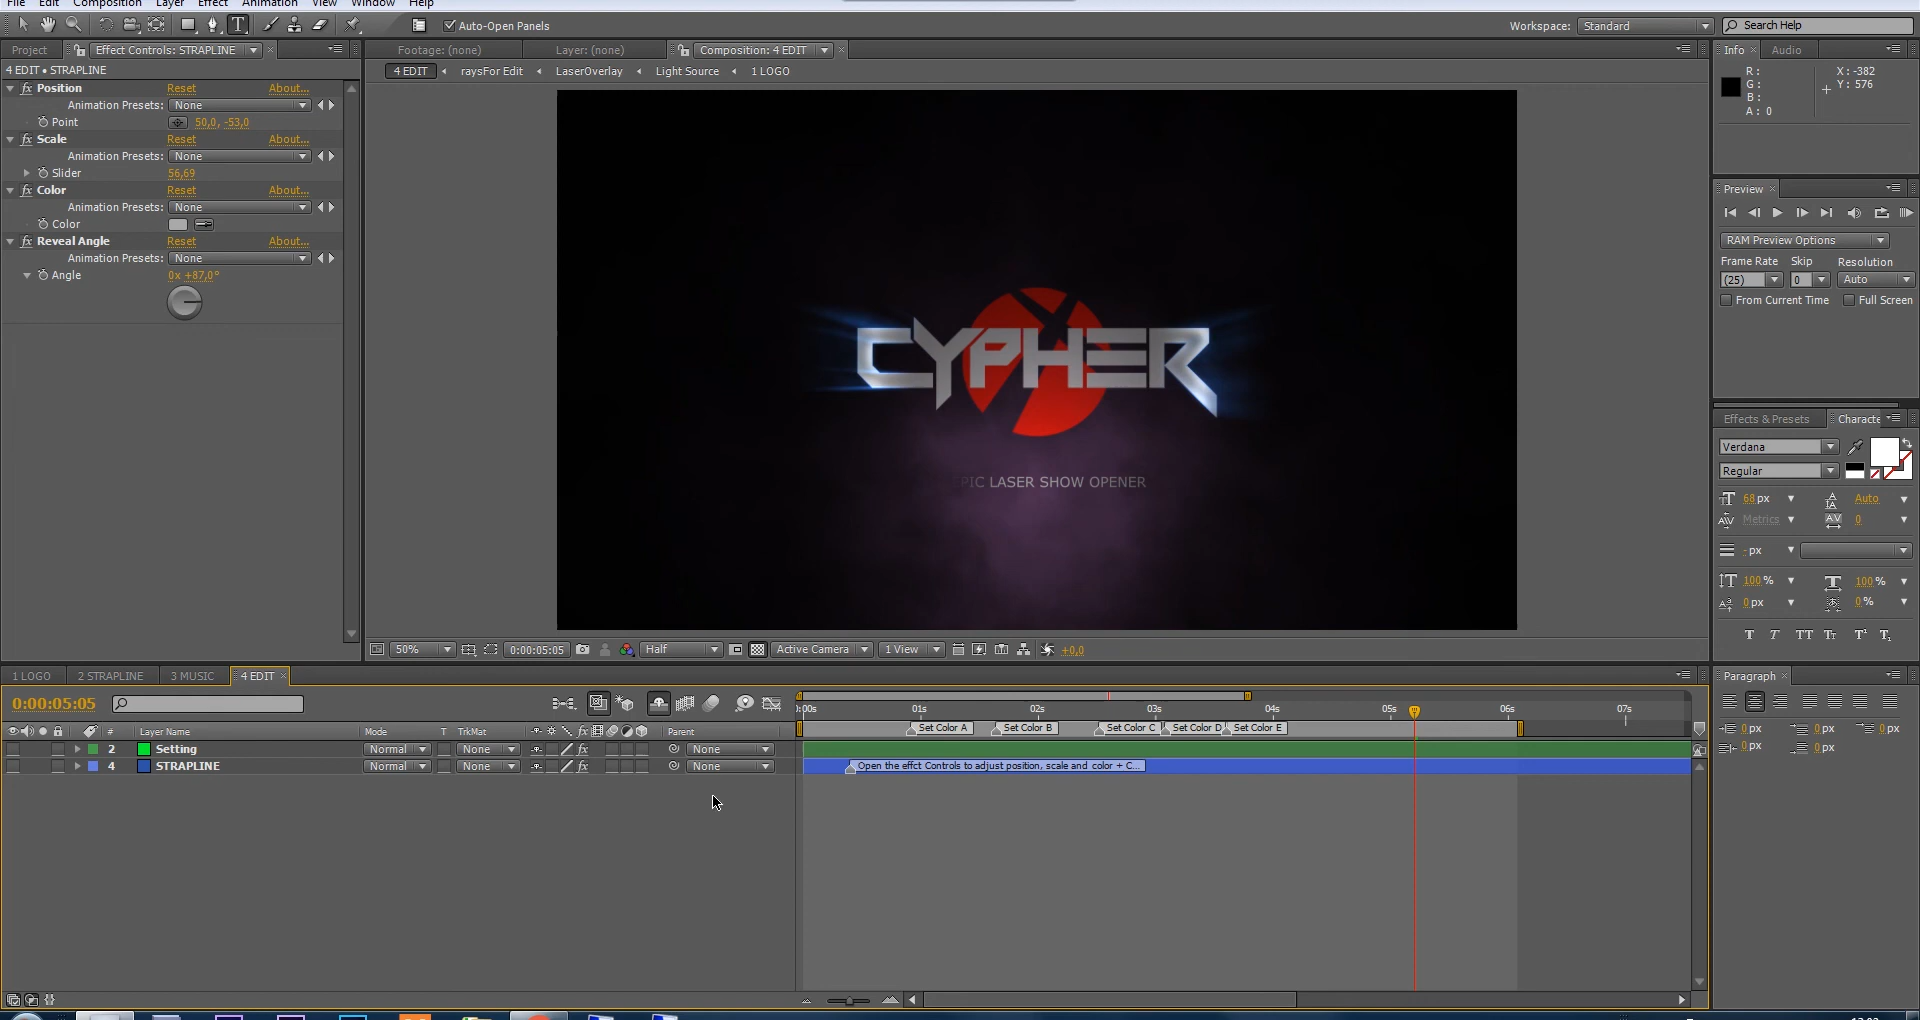 File Edit Composition Layer Effect Animation View Window Help
Auto-Open Panels
Workspace: Standard
Search Help
Project
Effect Controls: STRAPLINE
Footage: (none)
Layer: (none)
Composition: 4 EDIT
Info
Audio
4 EDIT • STRAPLINE
4 EDIT raysFor Edit LaserOverlay Light Source 1 LOGO
Position Reset About...
Animation Presets: None
Point 50,0, -53,0
Scale Reset About...
Animation Presets: None
Slider 56,69
Color Reset About...
Animation Presets: None
Color
Reveal Angle Reset About...
Animation Presets: None
Angle 0x +87,0°
R :
G :
B :
A : 0
X : -382
Y : 576
CYPHER
PIC LASER SHOW OPENER
Preview
RAM Preview Options
Frame Rate Skip Resolution
(25) 0 Auto
From Current Time Full Screen
Effects & Presets
Characte
Verdana
Regular
68 px Auto
Metrics 0
- px
100 % 100 %
0 px 0 %
50% 0:00:05:05 Half Active Camera 1 View +0,0
1 LOGO
2 STRAPLINE
3 MUSIC
4 EDIT
Paragraph
0 px 0 px 0 px
0 px 0 px
0:00:05:05
:00s 01s 02s 03s 04s 05s 06s 07s
# Layer Name Mode T TrkMat Parent
Set Color A Set Color B Set Color C Set Color D Set Color E
2 Setting Normal None None
4 STRAPLINE Normal None None
Open the effct Controls to adjust position, scale and color + C...